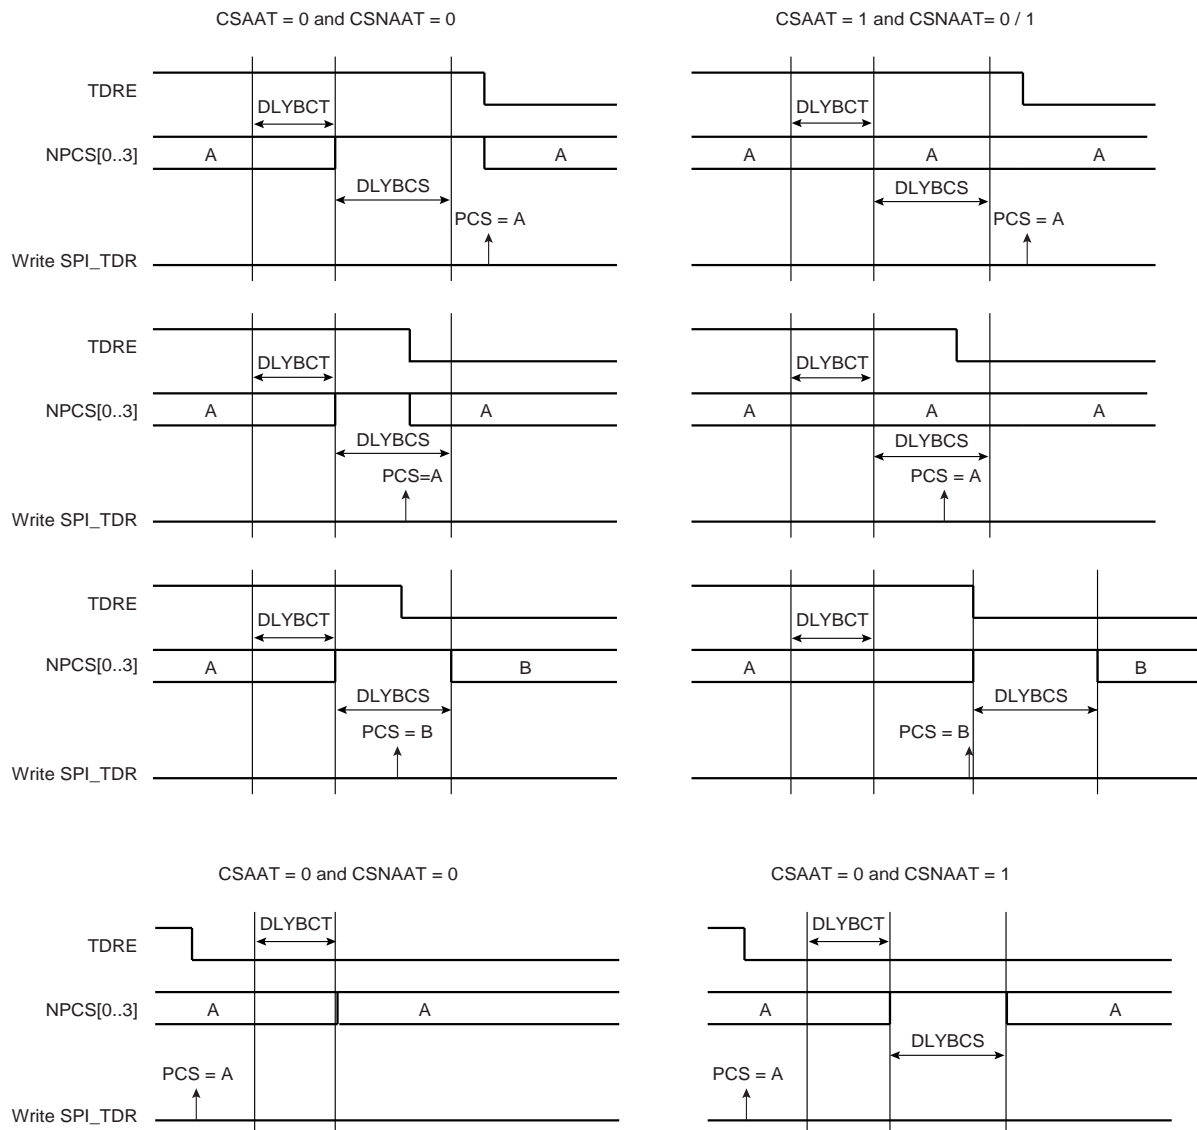 CSAAT = 0 and CSNAAT = 0
CSAAT = 1 and CSNAAT= 0 / 1
TDRE
DLYBCT
DLYBCT
NPCS[0..3]
A
A
A
A
A
DLYBCS
DLYBCS
PCS = A
PCS = A
Write SPI_TDR
TDRE
DLYBCT
DLYBCT
NPCS[0..3]
A
A
A
A
A
DLYBCS
DLYBCS
PCS=A
PCS = A
Write SPI_TDR
TDRE
DLYBCT
DLYBCT
NPCS[0..3]
A
B
A
B
DLYBCS
DLYBCS
PCS = B
PCS = B
Write SPI_TDR
CSAAT = 0 and CSNAAT = 0
CSAAT = 0 and CSNAAT = 1
DLYBCT
DLYBCT
TDRE
NPCS[0..3]
A
A
A
A
DLYBCS
PCS = A
PCS = A
Write SPI_TDR